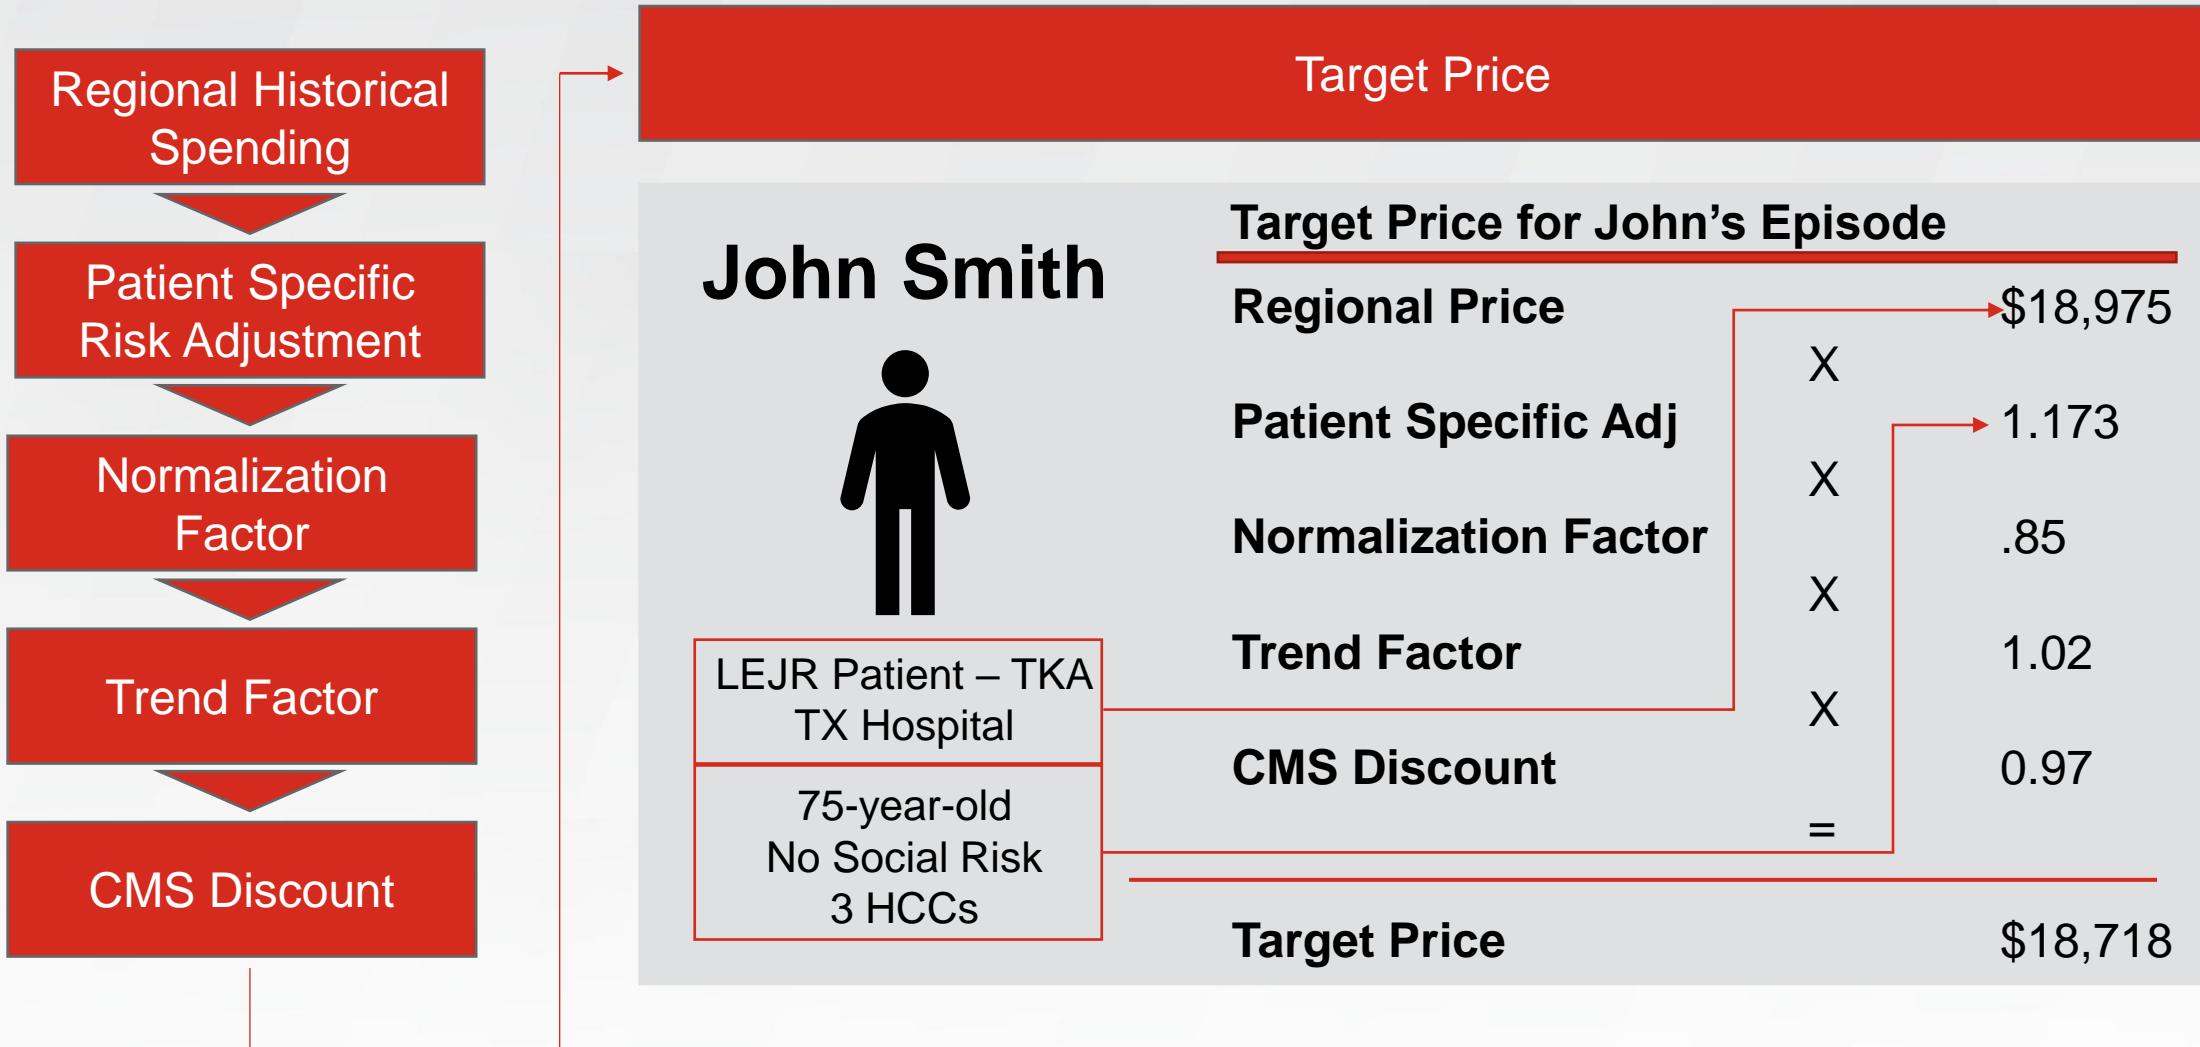 Regional Historical
Spending
Patient Specific
Risk Adjustment
Normalization
Factor
Trend Factor
CMS Discount
Target Price
John Smith
LEJR Patient – TKA
TX Hospital
75-year-old
No Social Risk
3 HCCs
Target Price for John’s Episode
Regional Price $18,975
X
Patient Specific Adj 1.173
X
Normalization Factor .85
X
Trend Factor 1.02
X
CMS Discount 0.97
=
Target Price $18,718